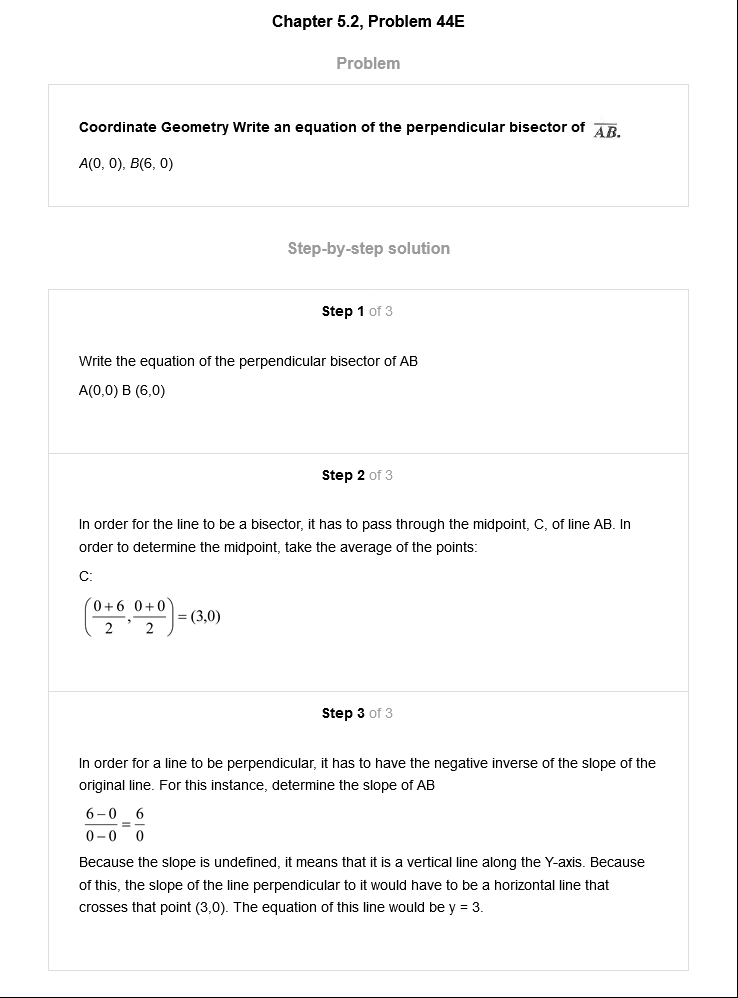 Chapter 5.2, Problem 44E
Problem
Coordinate Geometry Write an equation of the perpendicular bisector of AB.
A(0, 0), B(6, 0)
Step-by-step solution
Step 1 of 3
Write the equation of the perpendicular bisector of AB
A(0,0) B (6,0)
Step 2 of 3
In order for the line to be a bisector, it has to pass through the midpoint, C, of line AB. In
order to determine the midpoint, take the average of the points:
C:
((0+6)/2, (0+0)/2) = (3,0)
Step 3 of 3
In order for a line to be perpendicular, it has to have the negative inverse of the slope of the
original line. For this instance, determine the slope of AB
(6−0)/(0−0) = 6/0
Because the slope is undefined, it means that it is a vertical line along the Y-axis. Because
of this, the slope of the line perpendicular to it would have to be a horizontal line that
crosses that point (3,0). The equation of this line would be y = 3.